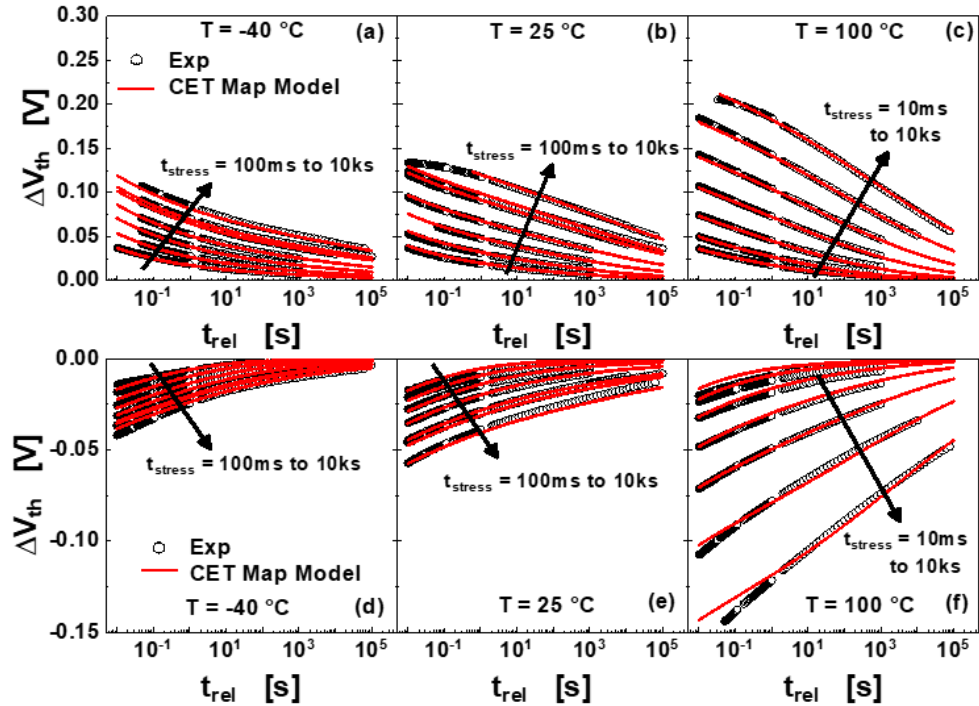 T = -40 °C (a)
T = 25 °C (b)
T = 100 °C (c)
0.30
0.25
0.20
0.15
0.10
0.05
0.00
ΔVth [V]
Exp
CET Map Model
tstress = 100ms to 10ks
tstress = 100ms to 10ks
tstress = 10ms
to 10ks
10-1 101 103 105
10-1 101 103 105
10-1 101 103 105
trel [s]
trel [s]
trel [s]
0.00
-0.05
-0.10
-0.15
ΔVth [V]
tstress = 100ms to 10ks
tstress = 100ms to 10ks
tstress = 10ms
to 10ks
Exp
CET Map Model
T = -40 °C (d)
T = 25 °C (e)
T = 100 °C (f)
10-1 101 103 105
10-1 101 103 105
10-1 101 103 105
trel [s]
trel [s]
trel [s]